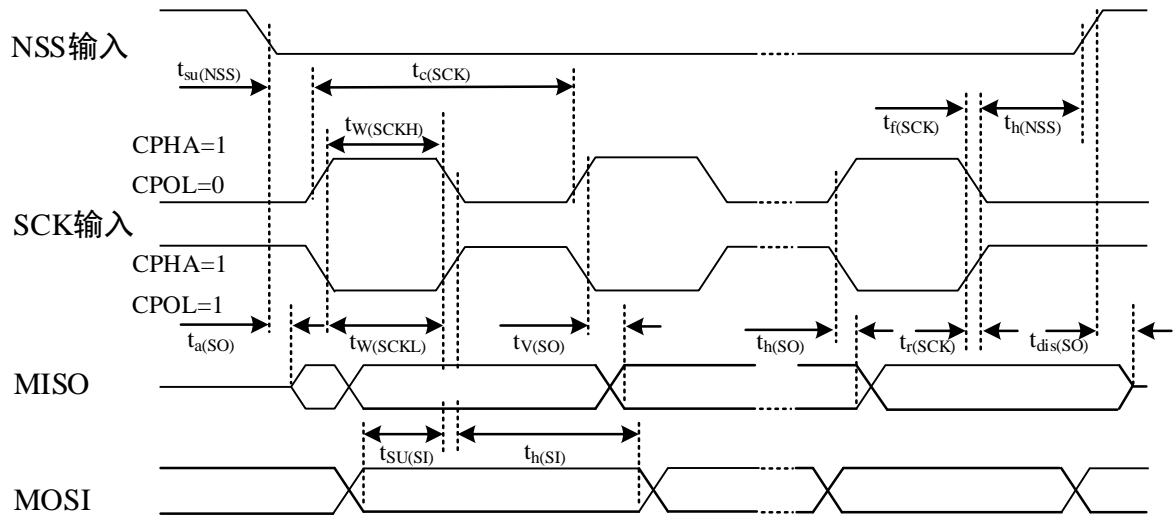 NSS输入
tsu(NSS)
tc(SCK)
tW(SCKH)
tf(SCK)
th(NSS)
CPHA=1
CPOL=0
SCK输入
CPHA=1
CPOL=1
ta(SO)
tW(SCKL)
tV(SO)
th(SO)
tr(SCK)
tdis(SO)
MISO
tSU(SI)
th(SI)
MOSI